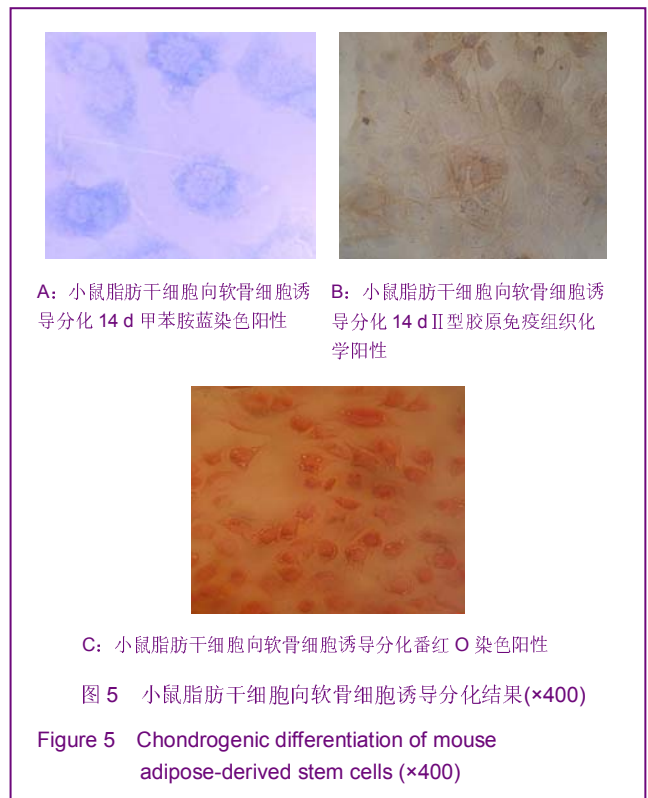 A：小鼠脂肪干细胞向软骨细胞诱
导分化 14 d 甲苯胺蓝染色阳性
B：小鼠脂肪干细胞向软骨细胞诱
导分化 14 d Ⅱ型胶原免疫组织化
学阳性
C：小鼠脂肪干细胞向软骨细胞诱导分化番红 O 染色阳性
图 5 小鼠脂肪干细胞向软骨细胞诱导分化结果(×400)
Figure 5 Chondrogenic differentiation of mouse
adipose-derived stem cells (×400)